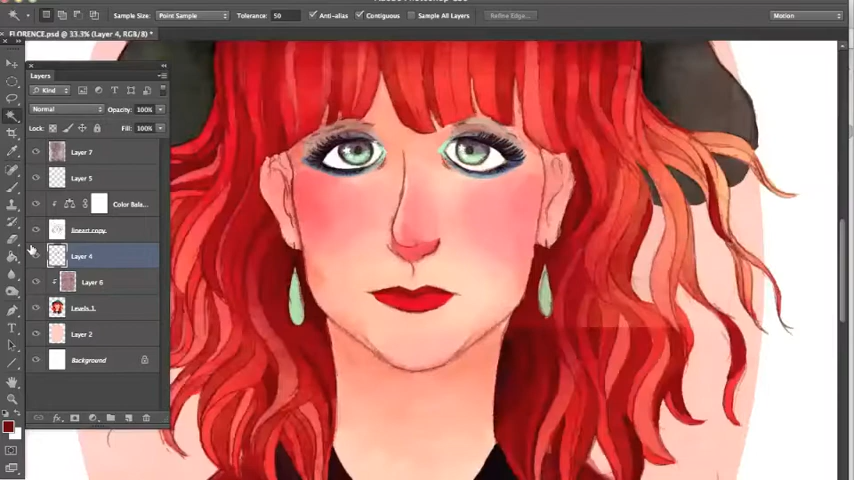 Sample Size: Point Sample Tolerance: 50 Anti-alias Contiguous Sample All Layers Refine Edge... Motion
FLORENCE.psd @ 33.3% (Layer 4, RGB/8) *
Layers
Kind
Normal Opacity: 100%
Lock: Fill: 100%
Layer 7
Layer 5
Color Bala...
lineart copy
Layer 4
Layer 6
Levels 1
Layer 2
Background